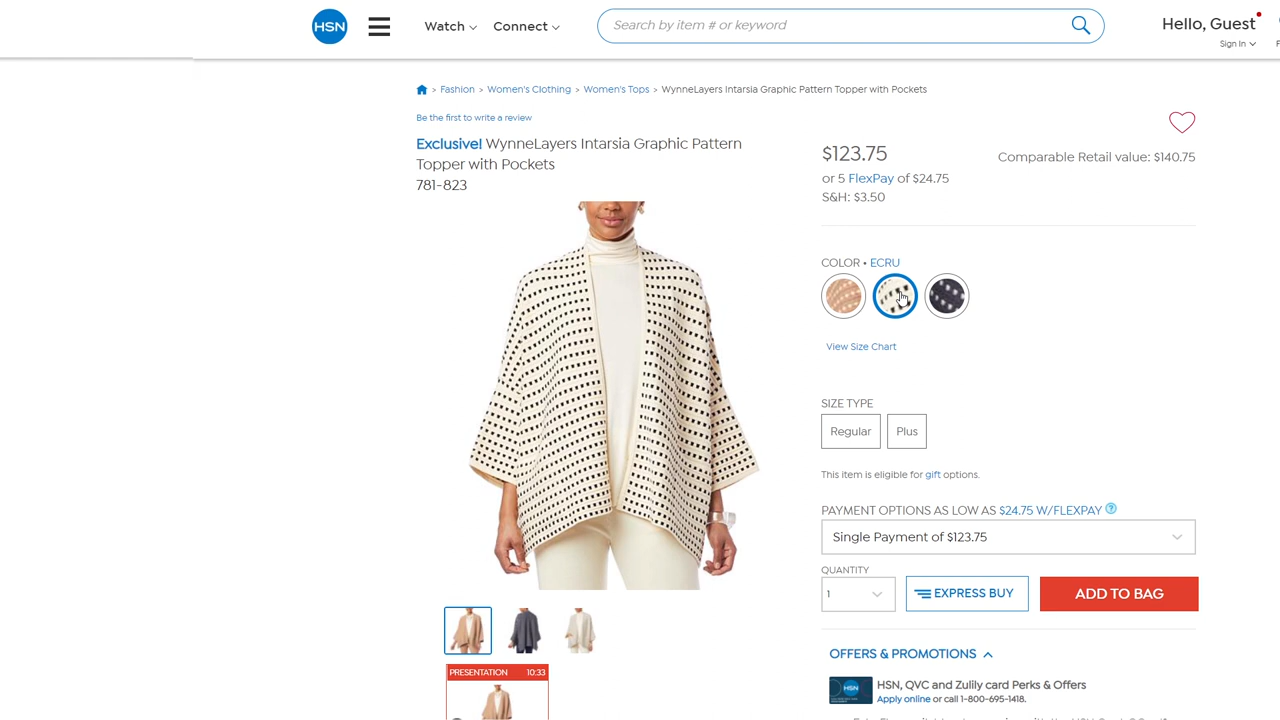 HSN
Watch
Connect
Search by item # or keyword
Hello, Guest
Sign In
Fashion > Women's Clothing > Women's Tops > WynneLayers Intarsia Graphic Pattern Topper with Pockets
Be the first to write a review
Exclusive! WynneLayers Intarsia Graphic Pattern
Topper with Pockets
781-823
$123.75
Comparable Retail value: $140.75
or 5 FlexPay of $24.75
S&H: $3.50
COLOR • ECRU
View Size Chart
SIZE TYPE
Regular
Plus
This item is eligible for gift options.
PAYMENT OPTIONS AS LOW AS $24.75 W/FLEXPAY ?
Single Payment of $123.75
QUANTITY
1
EXPRESS BUY
ADD TO BAG
OFFERS & PROMOTIONS
HSN
HSN, QVC and Zulily card Perks & Offers
Apply online or call 1-800-695-1418.
PRESENTATION 10:33